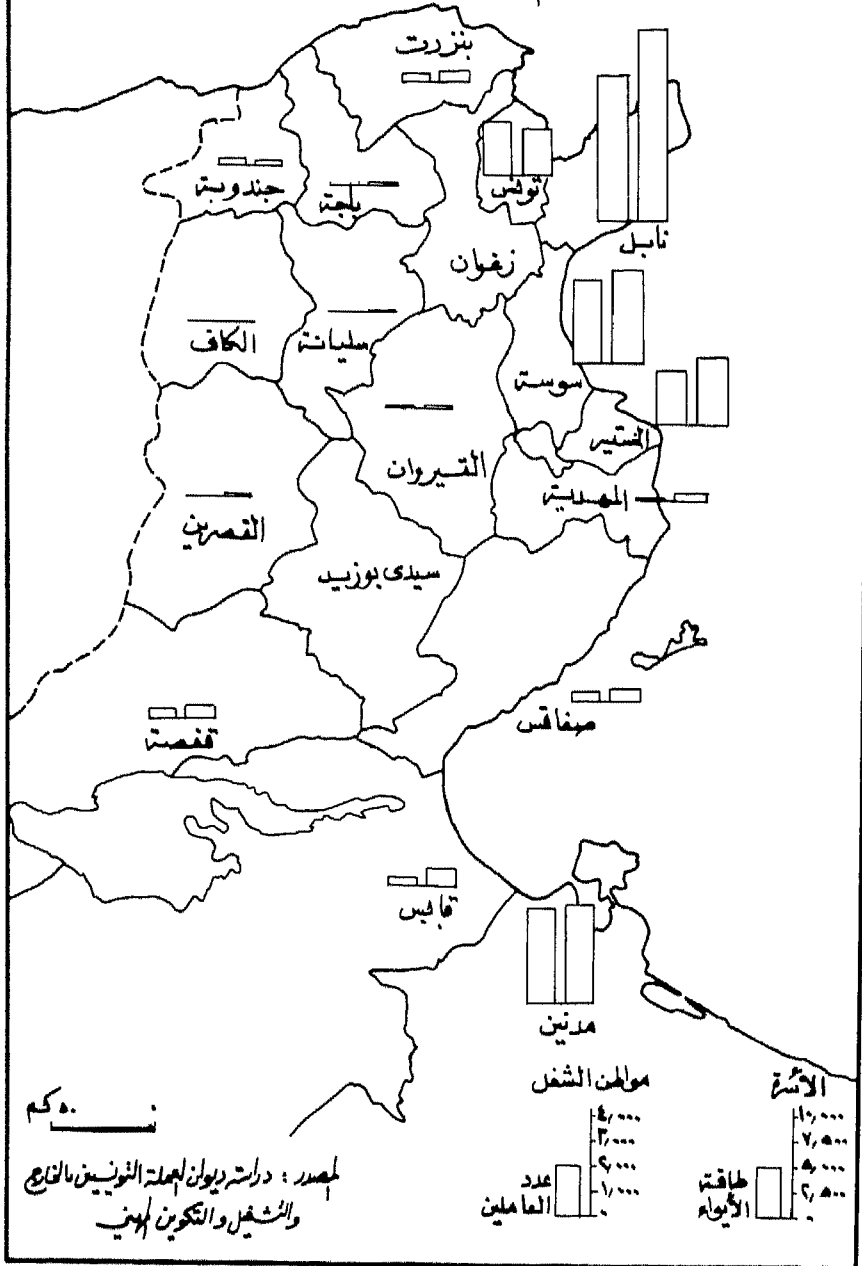 بنزرت
تونس
جندوبة
باجة
نابل
زغوان
الكاف
سليانة
سوسة
المنستير
القيروان
المهدية
القصرين
سيدي بوزيد
صفاقس
قفصة
قابس
مدنين
مواطن الشغل
٤,٠٠٠
٣,٠٠٠
٢,٠٠٠
١,٠٠٠
٠
عدد
العاملين
الأسرة
١٠,٠٠٠
٧,٥٠٠
٥,٠٠٠
٢,٥٠٠
٠
طاقة
الأيواء
٥٠ كم
المصدر : دراسة ديوان العملة التونسيين بالخارج
والتشغيل والتكوين المهني